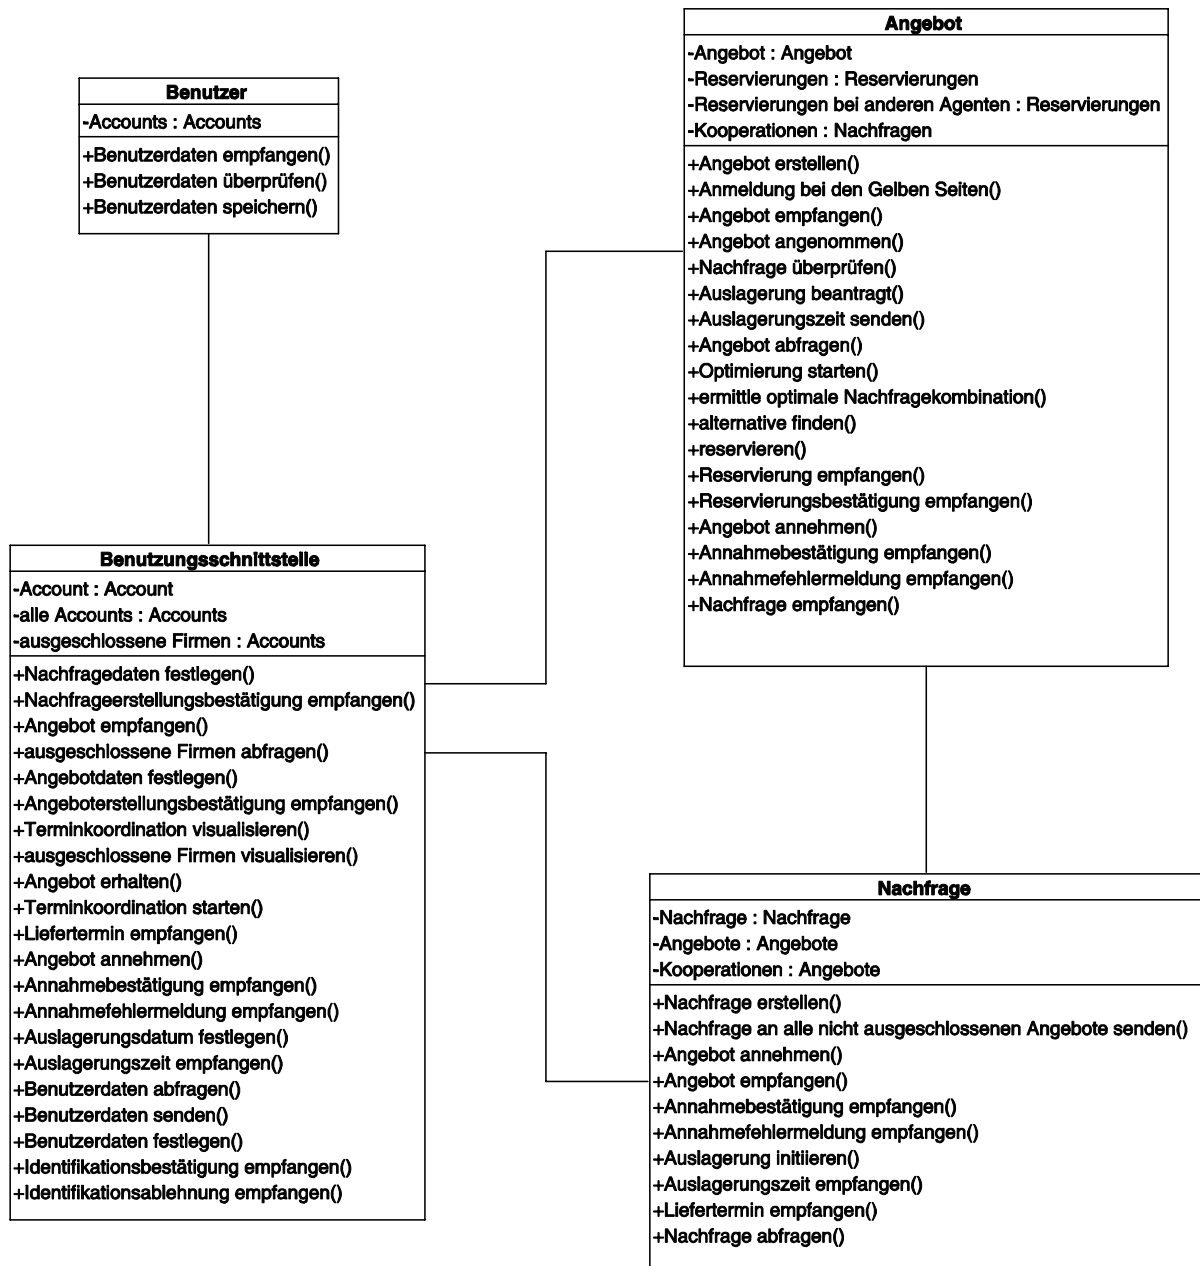 Benutzer
-Accounts : Accounts
+Benutzerdaten empfangen()
+Benutzerdaten überprüfen()
+Benutzerdaten speichern()
Angebot
-Angebot : Angebot
-Reservierungen : Reservierungen
-Reservierungen bei anderen Agenten : Reservierungen
-Kooperationen : Nachfragen
+Angebot erstellen()
+Anmeldung bei den Gelben Seiten()
+Angebot empfangen()
+Angebot angenommen()
+Nachfrage überprüfen()
+Auslagerung beantragt()
+Auslagerungszeit senden()
+Angebot abfragen()
+Optimierung starten()
+ermittle optimale Nachfragekombination()
+alternative finden()
+reservieren()
+Reservierung empfangen()
+Reservierungsbestätigung empfangen()
+Angebot annehmen()
+Annahmebestätigung empfangen()
+Annahmefehlermeldung empfangen()
+Nachfrage empfangen()
Benutzungsschnittstelle
-Account : Account
-alle Accounts : Accounts
-ausgeschlossene Firmen : Accounts
+Nachfragedaten festlegen()
+Nachfrageerstellungsbestätigung empfangen()
+Angebot empfangen()
+ausgeschlossene Firmen abfragen()
+Angebotdaten festlegen()
+Angeboterstellungsbestätigung empfangen()
+Terminkoordination visualisieren()
+ausgeschlossene Firmen visualisieren()
+Angebot erhalten()
+Terminkoordination starten()
+Liefertermin empfangen()
+Angebot annehmen()
+Annahmebestätigung empfangen()
+Annahmefehlermeldung empfangen()
+Auslagerungsdatum festlegen()
+Auslagerungszeit empfangen()
+Benutzerdaten abfragen()
+Benutzerdaten senden()
+Benutzerdaten festlegen()
+Identifikationsbestätigung empfangen()
+Identifikationsablehnung empfangen()
Nachfrage
-Nachfrage : Nachfrage
-Angebote : Angebote
-Kooperationen : Angebote
+Nachfrage erstellen()
+Nachfrage an alle nicht ausgeschlossenen Angebote senden()
+Angebot annehmen()
+Angebot empfangen()
+Annahmebestätigung empfangen()
+Annahmefehlermeldung empfangen()
+Auslagerung initiieren()
+Auslagerungszeit empfangen()
+Liefertermin empfangen()
+Nachfrage abfragen()